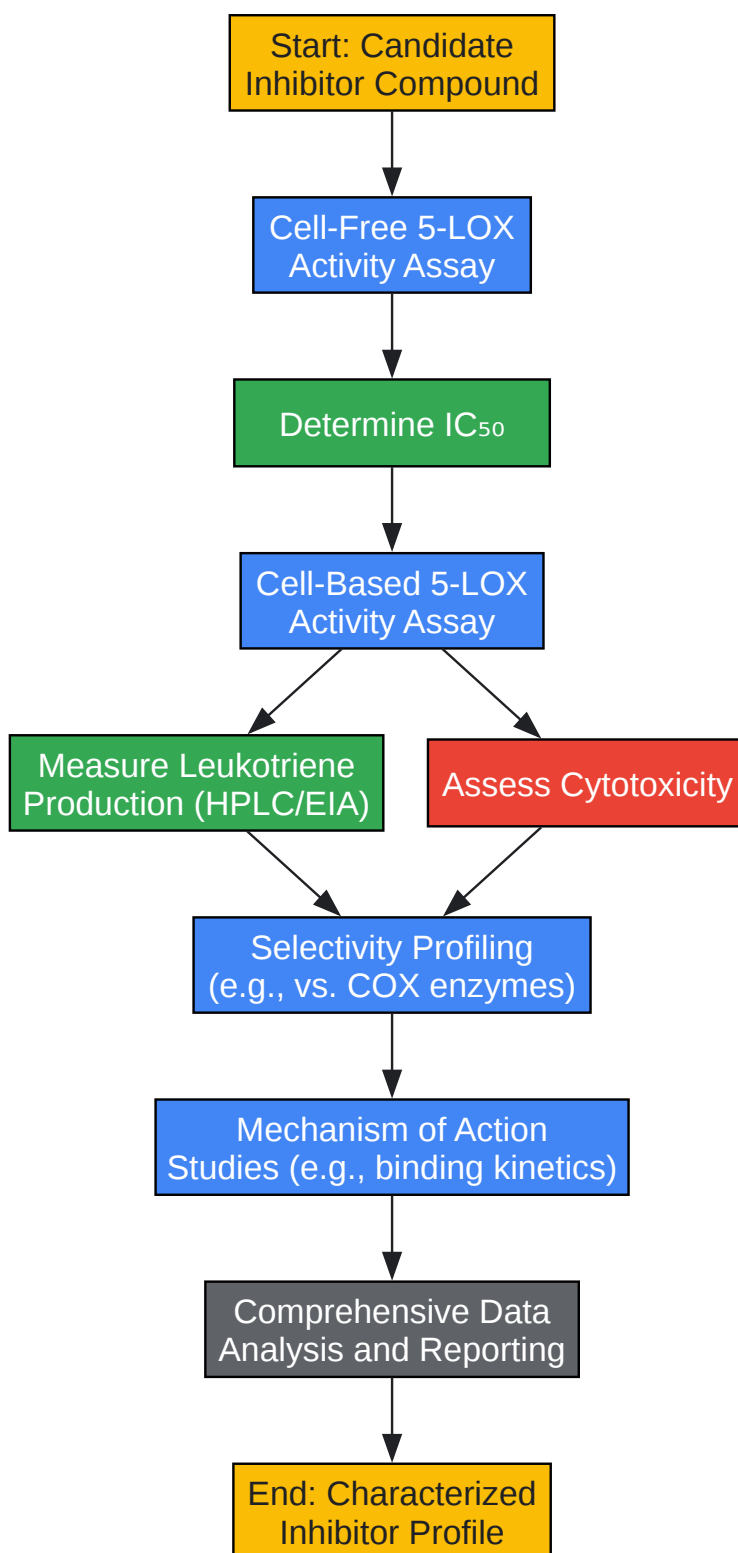 Start: Candidate
Inhibitor Compound
Cell-Free 5-LOX
Activity Assay
Determine IC₅₀
Cell-Based 5-LOX
Activity Assay
Measure Leukotriene
Production (HPLC/EIA)
Assess Cytotoxicity
Selectivity Profiling
(e.g., vs. COX enzymes)
Mechanism of Action
Studies (e.g., binding kinetics)
Comprehensive Data
Analysis and Reporting
End: Characterized
Inhibitor Profile